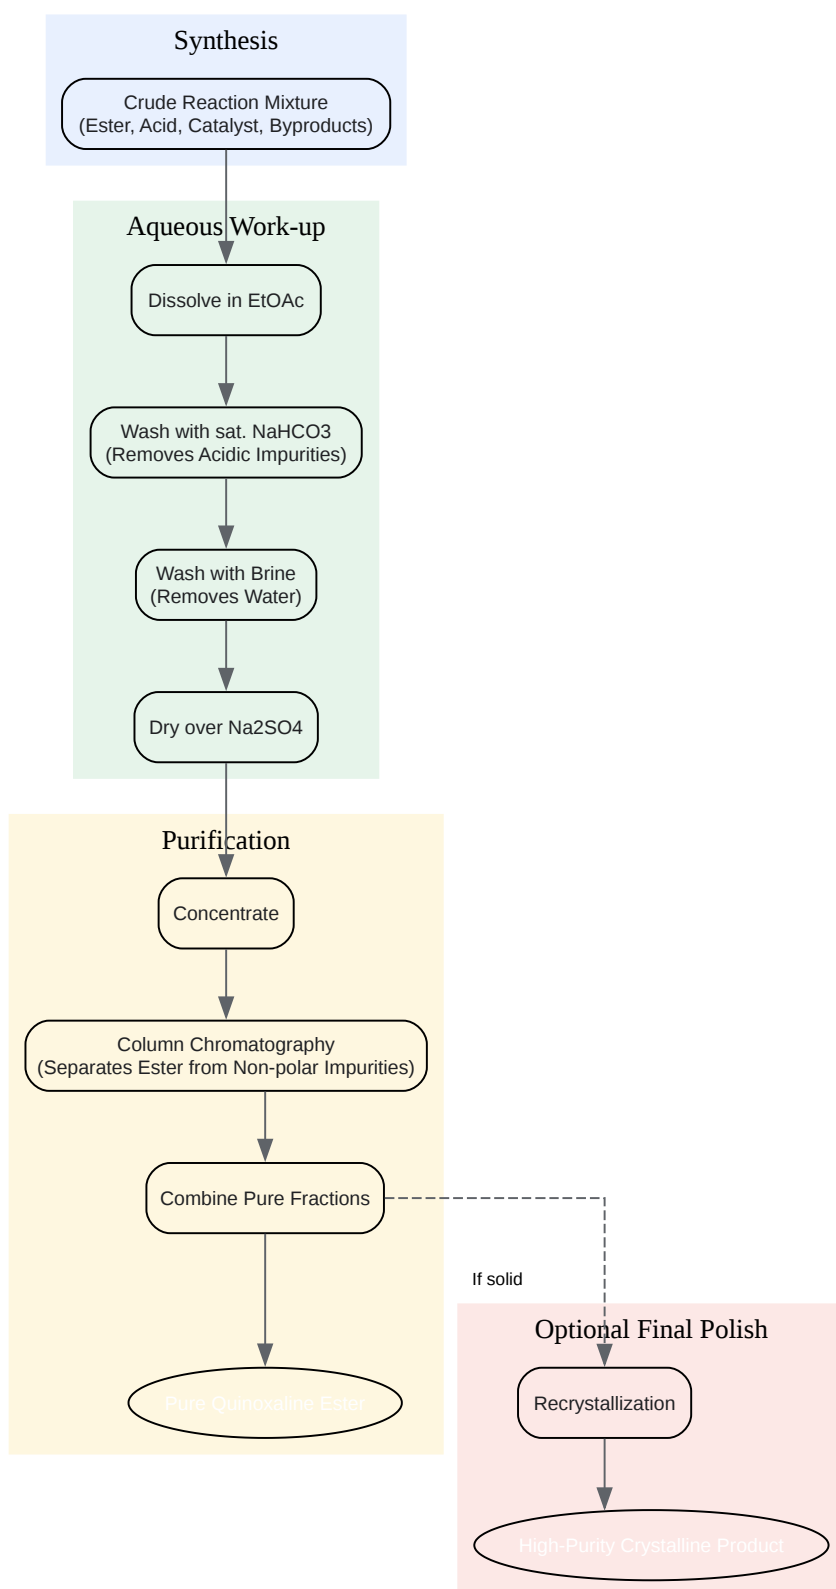 Synthesis
Crude Reaction Mixture
(Ester, Acid, Catalyst, Byproducts)
Aqueous Work-up
Dissolve in EtOAc
Wash with sat. NaHCO3
(Removes Acidic Impurities)
Wash with Brine
(Removes Water)
Dry over Na2SO4
Purification
Concentrate
Column Chromatography
(Separates Ester from Non-polar Impurities)
Combine Pure Fractions
If solid
Optional Final Polish
Pure Quinoxaline Ester
Recrystallization
High-Purity Crystalline Product